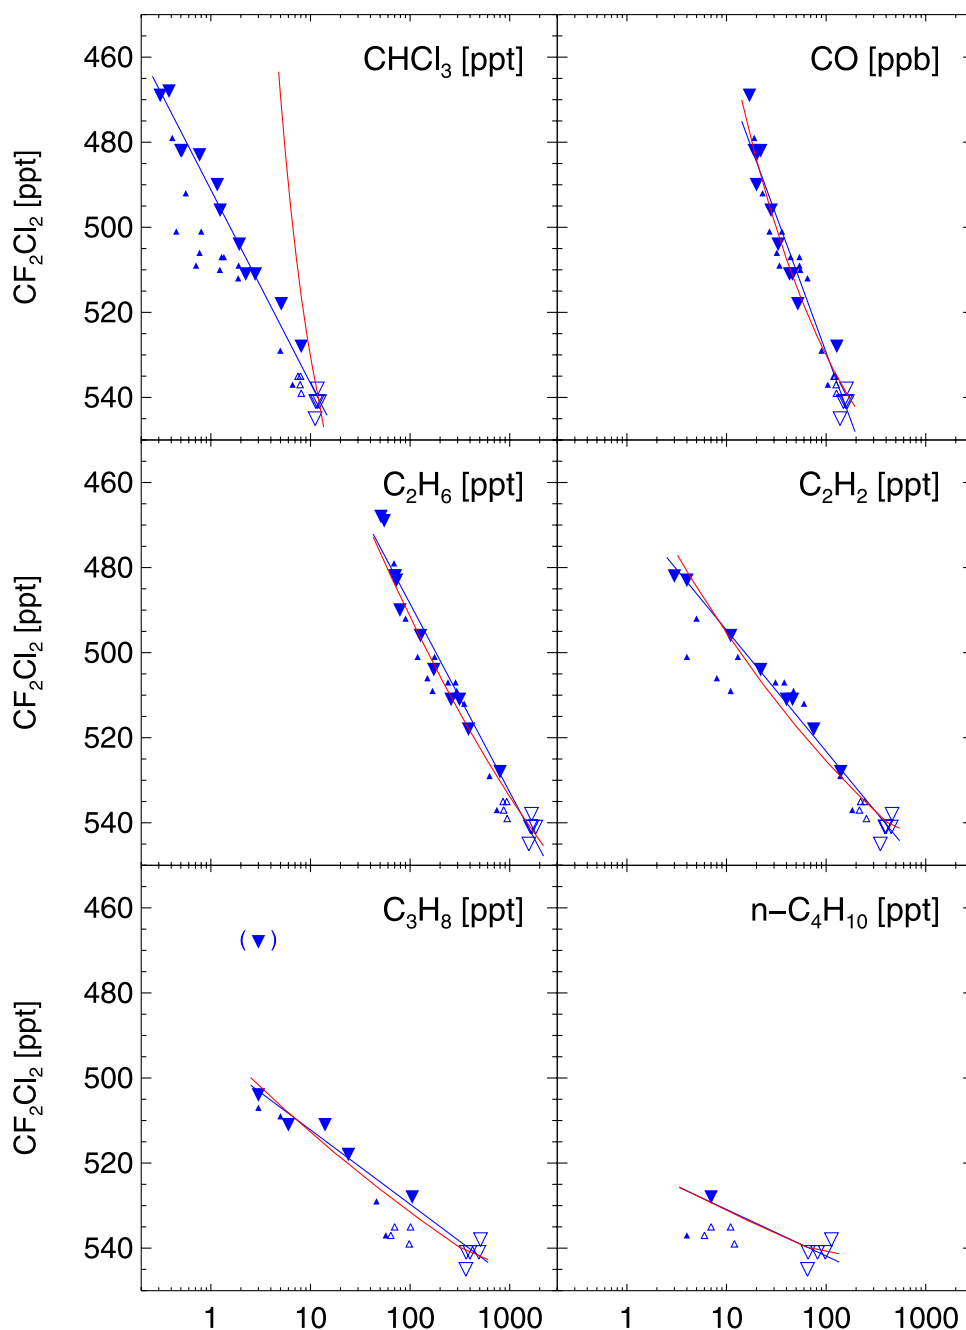 CHCl₃ [ppt]
CO [ppb]
460
480
500
520
540
CF₂Cl₂ [ppt]
C₂H₆ [ppt]
C₂H₂ [ppt]
460
480
500
520
540
CF₂Cl₂ [ppt]
C₃H₈ [ppt]
n−C₄H₁₀ [ppt]
460
( )
480
500
520
540
CF₂Cl₂ [ppt]
1 10 100 1000
1 10 100 1000